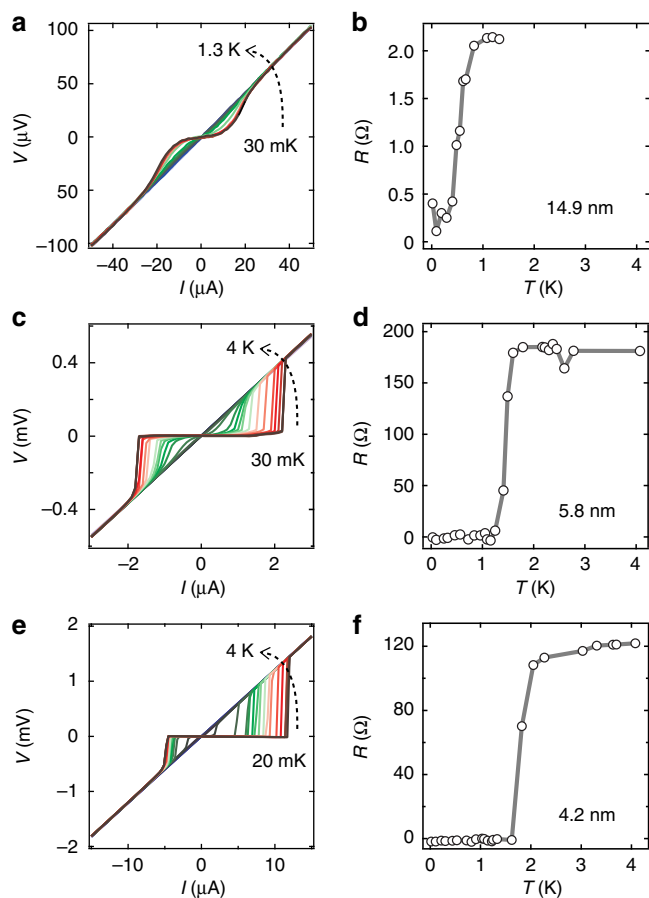 a
100
50
0
50
−100
V (μV)
1.3 K
30 mK
−40 −20 0 20 40
I (μA)
b
2.0
1.5
1.0
0.5
0
R (Ω)
14.9 nm
0 1 2 3 4
T (K)
c
0.4
0
−0.4
V (mV)
4 K
30 mK
−2 0 2
I (μA)
d
200
150
100
50
0
R (Ω)
5.8 nm
0 1 2 3 4
T (K)
e
2
1
0
−1
−2
V (mV)
4 K
20 mK
−10 0 10
I (μA)
f
120
80
40
0
R (Ω)
4.2 nm
0 1 2 3 4
T (K)